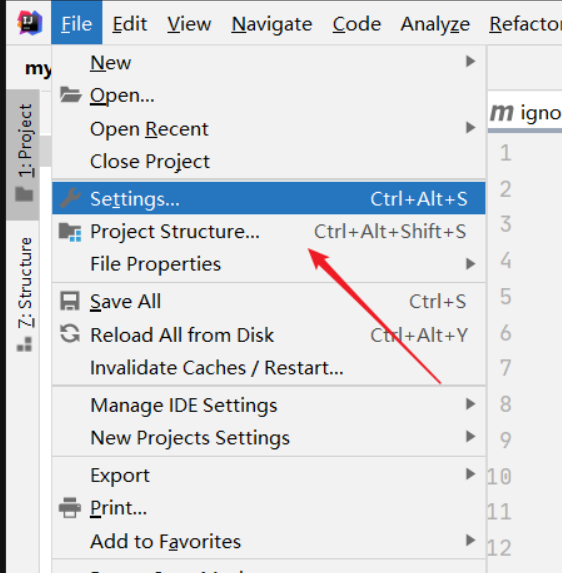 File Edit View Navigate Code Analyze Refactor
New
my
Open...
1: Project
Open Recent
m igno
Close Project
1
Settings... Ctrl+Alt+S
2
Project Structure... Ctrl+Alt+Shift+S
3
7: Structure
File Properties
4
Save All Ctrl+S
5
Reload All from Disk Ctrl+Alt+Y
6
Invalidate Caches / Restart...
7
Manage IDE Settings
8
New Projects Settings
9
Export
10
Print...
11
Add to Favorites
12